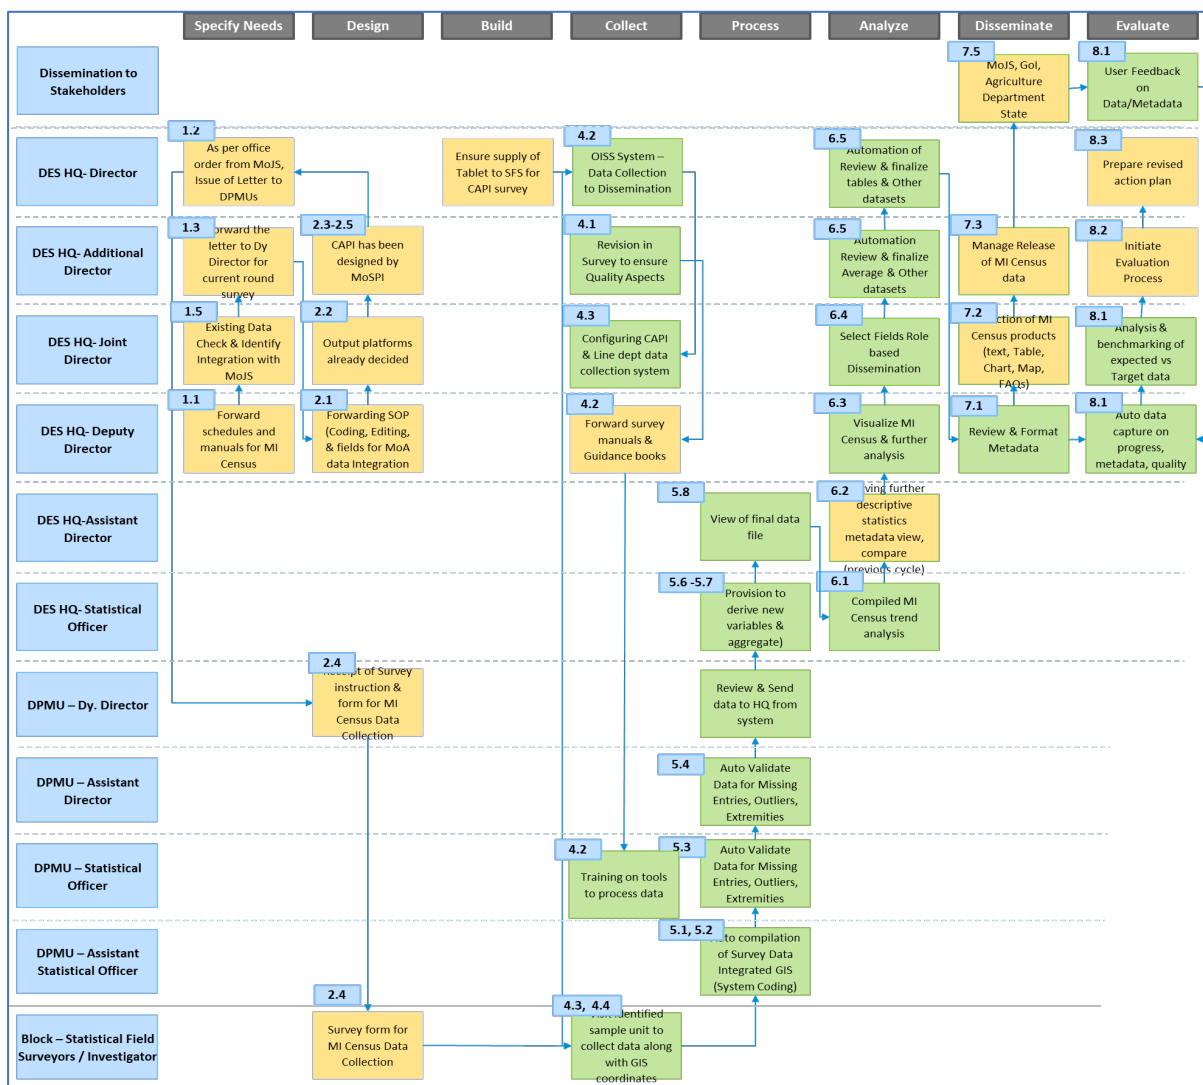 Specify Needs
Design
Build
Collect
Process
Analyze
Disseminate
Evaluate
Dissemination to
Stakeholders
7.5
MoJS, GoI,
Agriculture
Department
State
8.1
User Feedback
on
Data/Metadata
DES HQ- Director
1.2
As per office
order from MoJS,
Issue of Letter to
DPMUs
Ensure supply of
Tablet to SFS for
CAPI survey
4.2
OISS System –
Data Collection
to Dissemination
6.5
Automation of
Review & finalize
tables & Other
datasets
8.3
Prepare revised
action plan
DES HQ- Additional
Director
1.3
Forward the
letter to Dy
Director for
current round
survey
2.3-2.5
CAPI has been
designed by
MoSPI
4.1
Revision in
Survey to ensure
Quality Aspects
6.5
Automation
Review & finalize
Average & Other
datasets
7.3
Manage Release
of MI Census
data
8.2
Initiate
Evaluation
Process
DES HQ- Joint
Director
1.5
Existing Data
Check & Identify
Integration with
MoJS
2.2
Output platforms
already decided
4.3
Configuring CAPI
& Line dept data
collection system
6.4
Select Fields Role
based
Dissemination
7.2
of MI
Census products
(text, Table,
Chart, Map,
FAQs)
8.1
Analysis &
benchmarking of
expected vs
Target data
DES HQ- Deputy
Director
1.1
Forward
schedules and
manuals for MI
Census
2.1
Forwarding SOP
(Coding, Editing,
& fields for MoA
data Integration
4.2
Forward survey
manuals &
Guidance books
6.3
Visualize MI
Census & further
analysis
7.1
Review & Format
Metadata
8.1
Auto data
capture on
progress,
metadata, quality
DES HQ-Assistant
Director
5.8
View of final data
file
6.2
further
descriptive
statistics
metadata view,
compare
(previous cycle)
DES HQ- Statistical
Officer
5.6 -5.7
Provision to
derive new
variables &
aggregate)
6.1
Compiled MI
Census trend
analysis
DPMU – Dy. Director
2.4
Receipt of Survey
instruction &
form for MI
Census Data
Collection
Review & Send
data to HQ from
system
DPMU – Assistant
Director
5.4
Auto Validate
Data for Missing
Entries, Outliers,
Extremities
DPMU – Statistical
Officer
4.2
Training on tools
to process data
5.3
Auto Validate
Data for Missing
Entries, Outliers,
Extremities
DPMU – Assistant
Statistical Officer
5.1, 5.2
Auto compilation
of Survey Data
Integrated GIS
(System Coding)
Block – Statistical Field
Surveyors / Investigator
2.4
Survey form for
MI Census Data
Collection
4.3, 4.4
Visit identified
sample unit to
collect data along
with GIS
coordinates